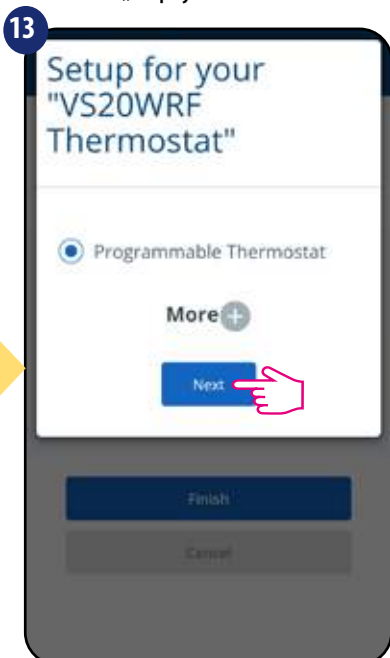 13
Setup for your
"VS20WRF
Thermostat"
Programmable Thermostat
More
Next
Finish
Cancel